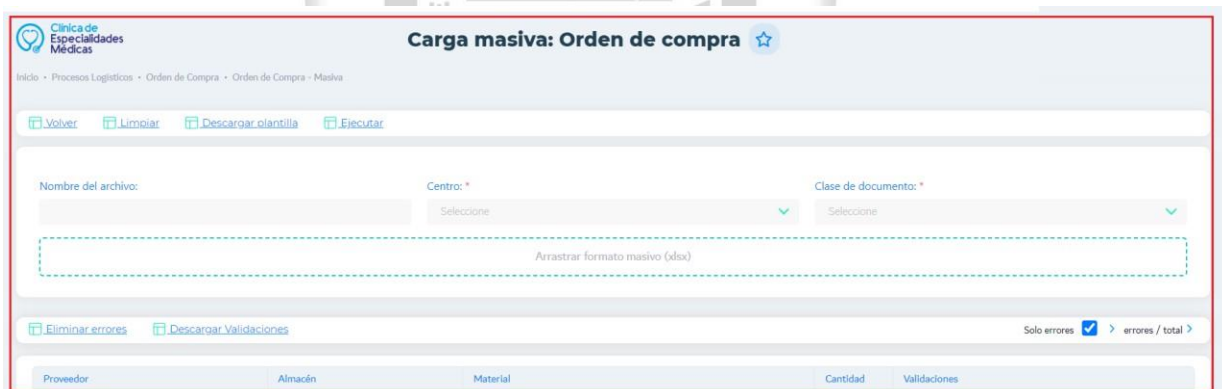 Clínica de
Especialidades
Médicas
Carga masiva: Orden de compra
Inicio • Procesos Logísticos • Orden de Compra • Orden de Compra - Masiva
Volver Limpiar Descargar plantilla Ejecutar
Nombre del archivo: Centro: * Clase de documento: *
Seleccione Seleccione
Arrastrar formato masivo (xlsx)
Eliminar errores Descargar Validaciones Solo errores > errores / total >
Proveedor Almacén Material Cantidad Validaciones